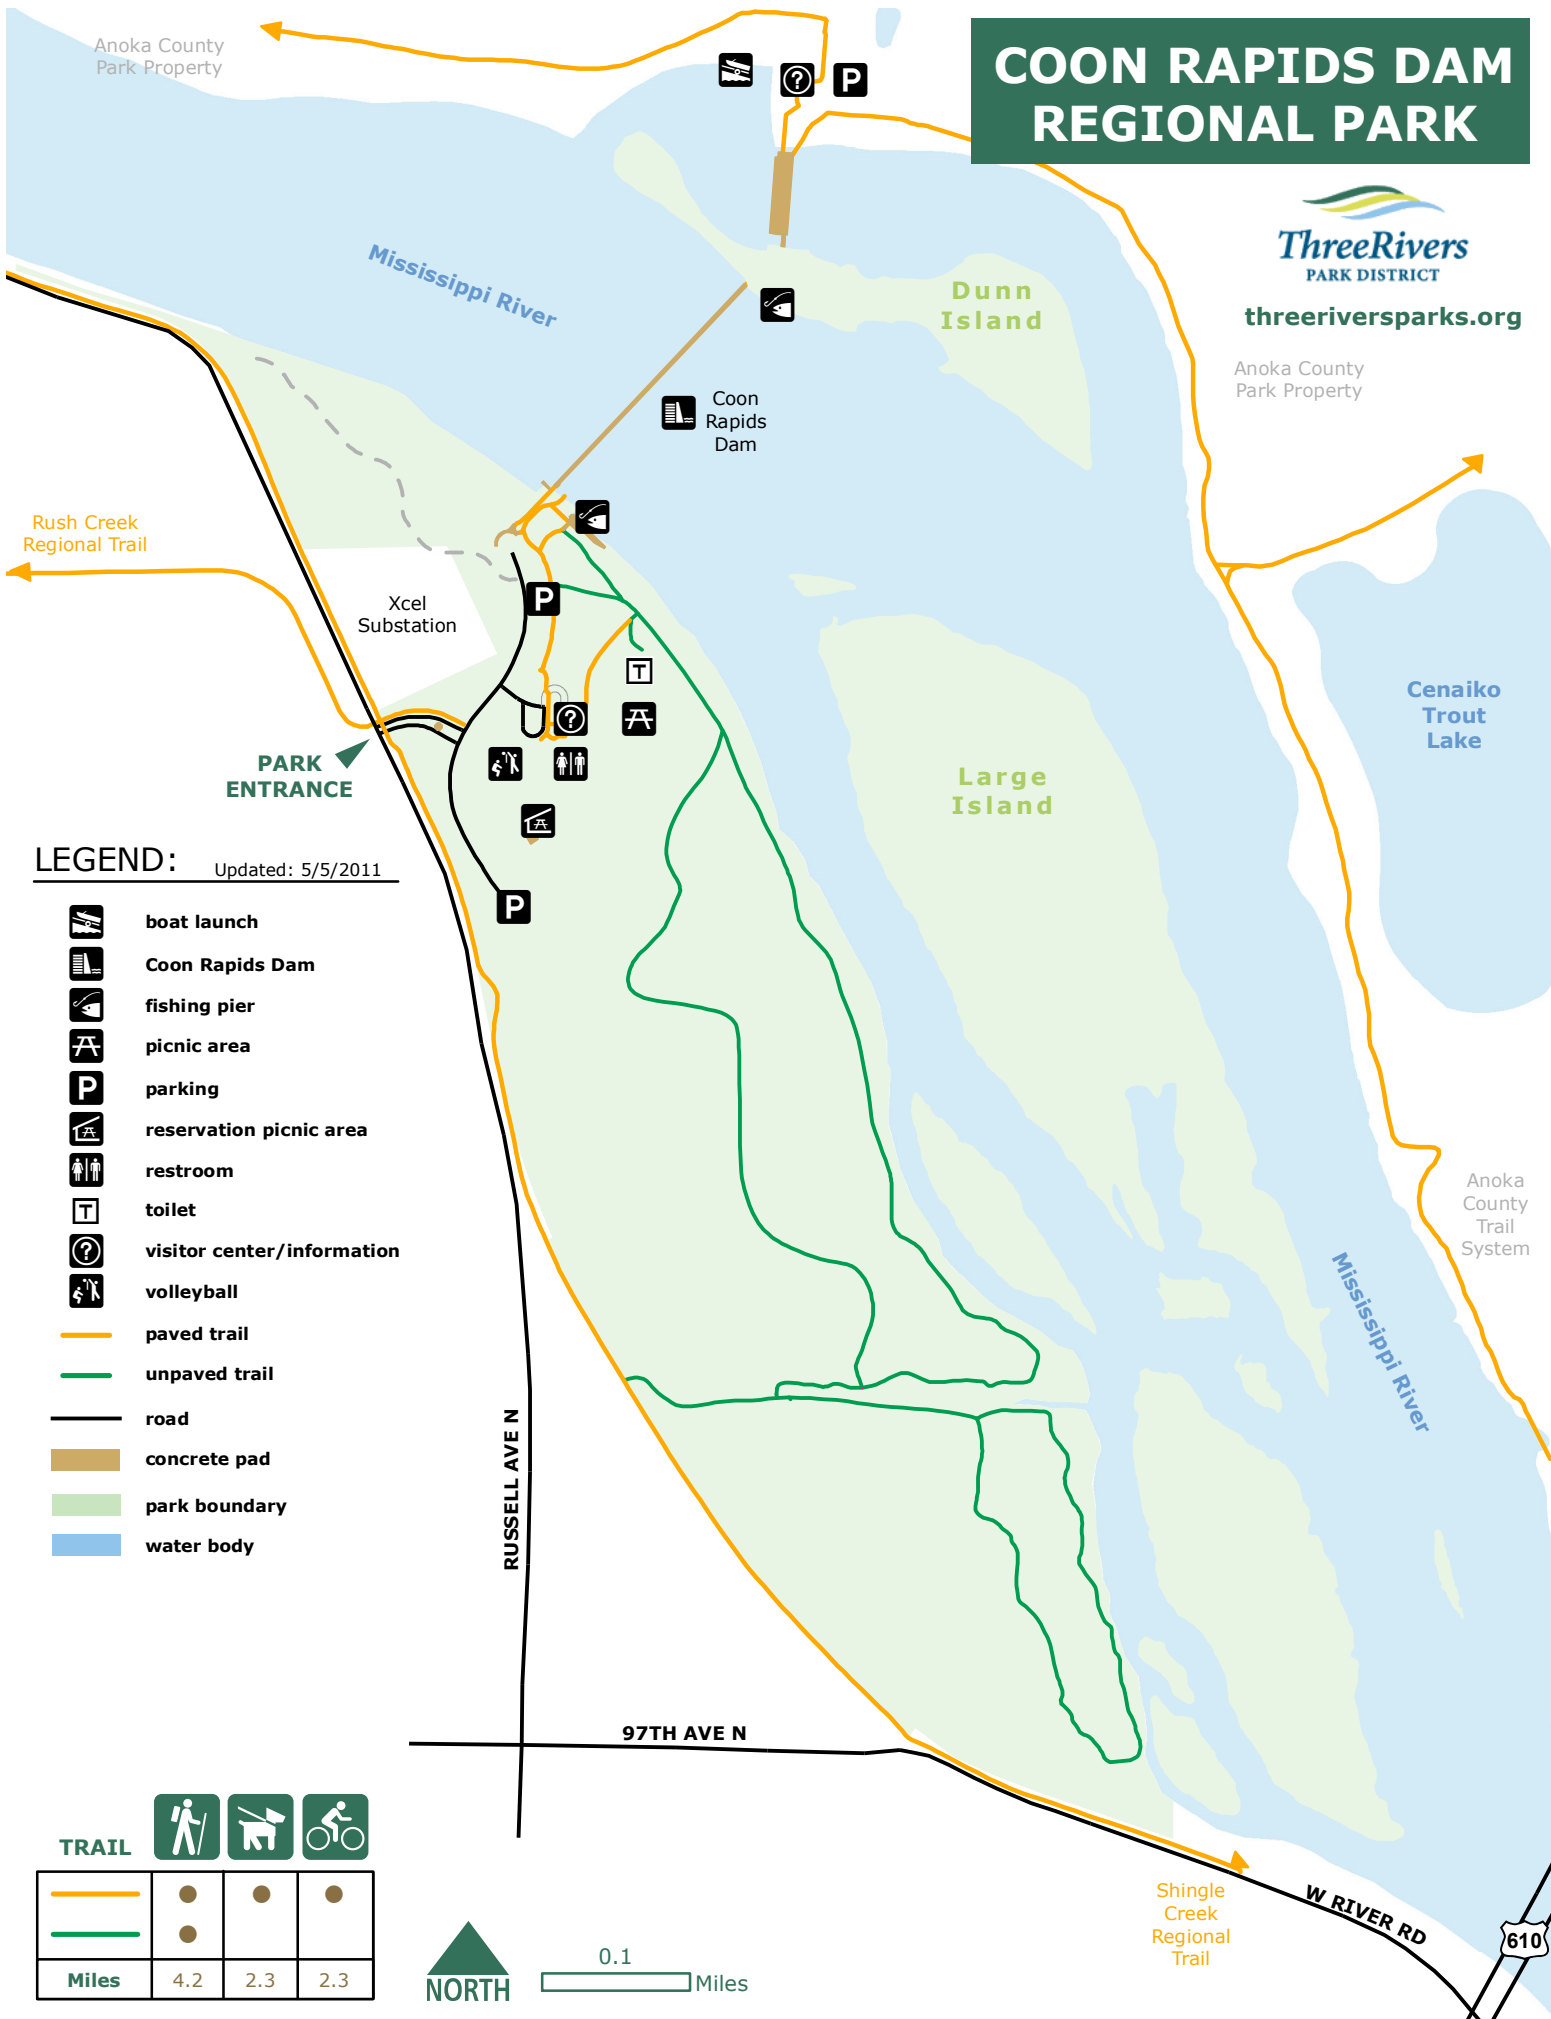 COON RAPIDS DAM
REGIONAL PARK
ThreeRivers
PARK DISTRICT
threeriversparks.org
Anoka County
Park Property
?
P
Mississippi River
Dunn
Island
Anoka County
Park Property
Coon
Rapids
Dam
Rush Creek
Regional Trail
Xcel
Substation
P
T
?
Cenaiko
Trout
Lake
PARK
ENTRANCE
Large
Island
P
LEGEND:
Updated: 5/5/2011
boat launch
Coon Rapids Dam
fishing pier
picnic area
P
parking
reservation picnic area
restroom
T
toilet
?
visitor center/information
volleyball
paved trail
unpaved trail
road
concrete pad
park boundary
water body
Anoka
County
Trail
System
Mississippi River
RUSSELL AVE N
97TH AVE N
TRAIL
Miles 4.2 2.3 2.3
NORTH
0.1
Miles
Shingle
Creek
Regional
Trail
W RIVER RD
610